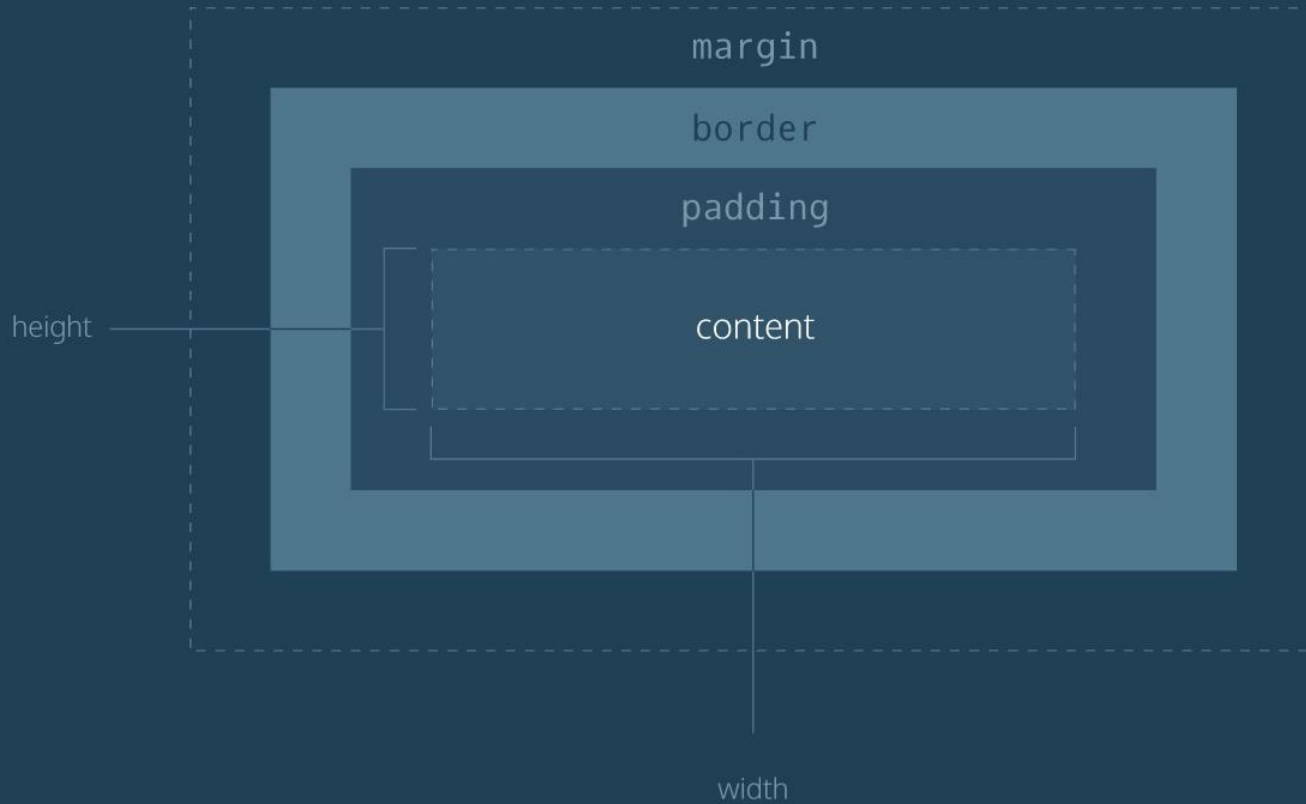 margin
border
padding
height
content
width